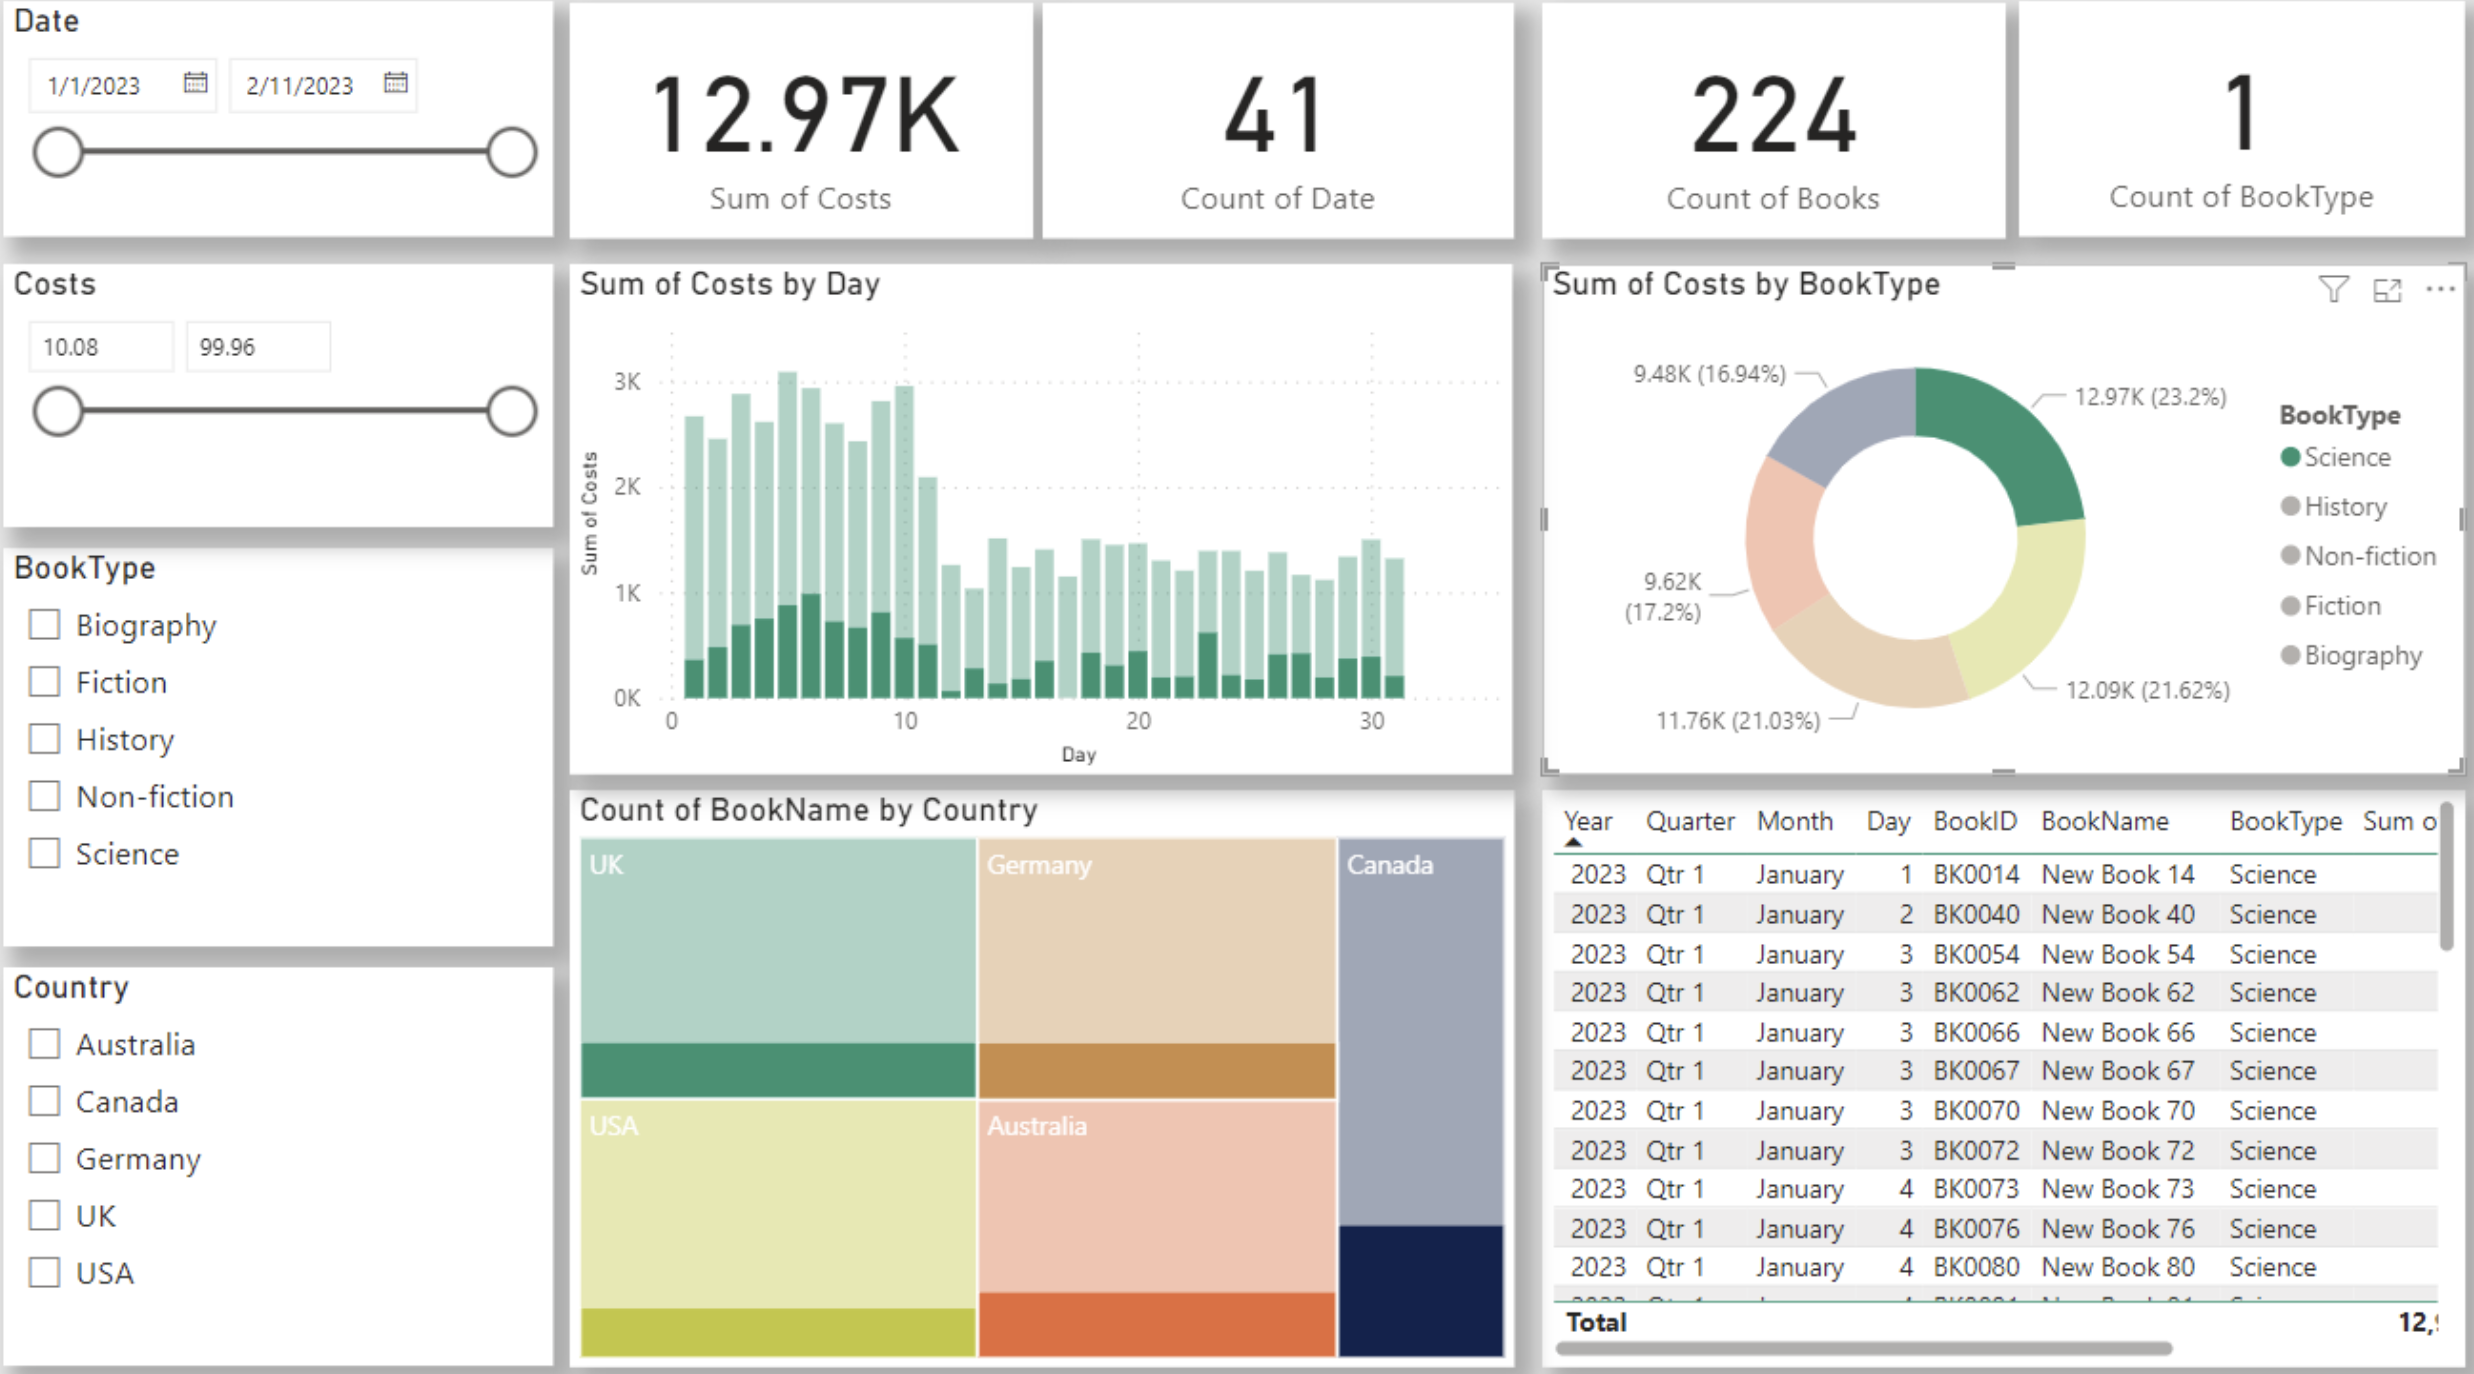 Date
1/1/2023 2/11/2023
12.97K
Sum of Costs
41
Count of Date
224
Count of Books
1
Count of BookType
Costs
10.08 99.96
BookType
Biography
Fiction
History
Non-fiction
Science
Country
Australia
Canada
Germany
UK
USA
Sum of Costs by Day
Sum of Costs
3K
2K
1K
0K
0 10 20 30
Day
Sum of Costs by BookType
9.48K (16.94%)
12.97K (23.2%)
9.62K
(17.2%)
12.09K (21.62%)
11.76K (21.03%)
BookType
Science
History
Non-fiction
Fiction
Biography
Count of BookName by Country
UK
Germany
Canada
USA
Australia
Year Quarter Month Day BookID BookName BookType Sum o
2023 Qtr 1 January 1 BK0014 New Book 14 Science
2023 Qtr 1 January 2 BK0040 New Book 40 Science
2023 Qtr 1 January 3 BK0054 New Book 54 Science
2023 Qtr 1 January 3 BK0062 New Book 62 Science
2023 Qtr 1 January 3 BK0066 New Book 66 Science
2023 Qtr 1 January 3 BK0067 New Book 67 Science
2023 Qtr 1 January 3 BK0070 New Book 70 Science
2023 Qtr 1 January 3 BK0072 New Book 72 Science
2023 Qtr 1 January 4 BK0073 New Book 73 Science
2023 Qtr 1 January 4 BK0076 New Book 76 Science
2023 Qtr 1 January 4 BK0080 New Book 80 Science
Total 12,